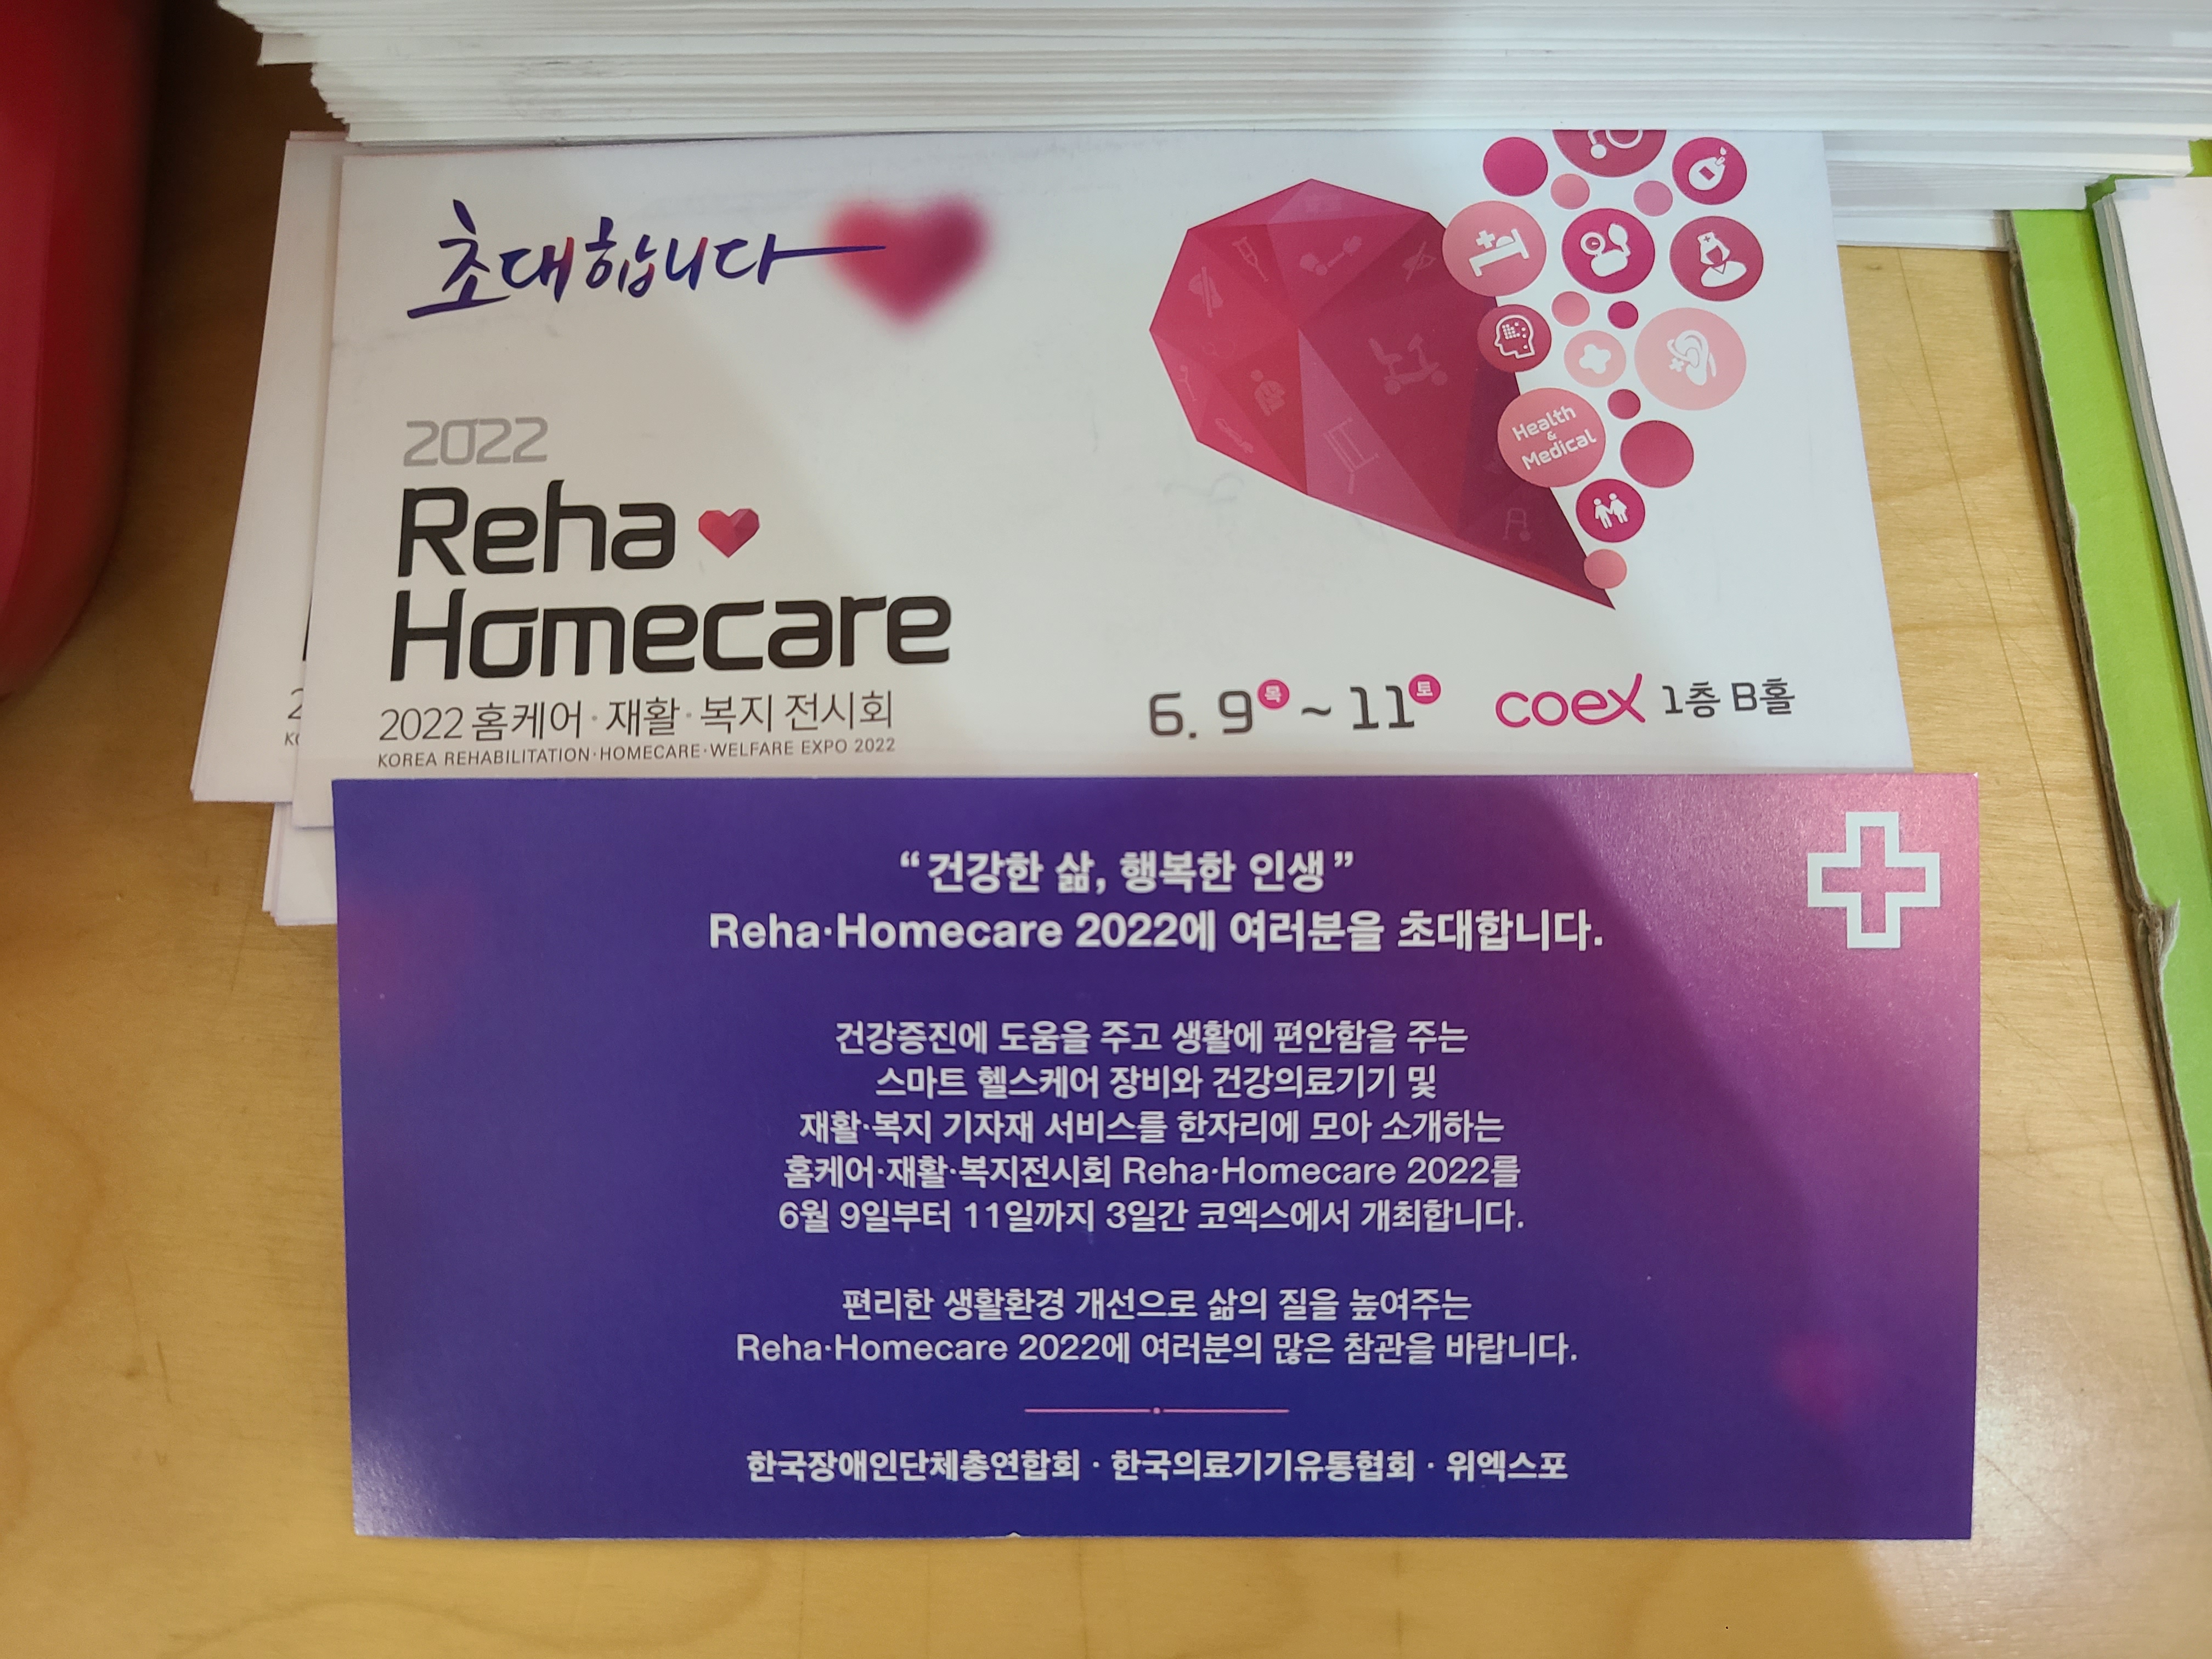 초대합니다
2022
Reha
Homecare
2022 홈케어·재활·복지 전시회
KOREA REHABILITATION·HOMECARE·WELFARE EXPO 2022
Health
&
Medical
6. 9 목 ~ 11 토 coex 1층 B홀
“건강한 삶, 행복한 인생”
Reha·Homecare 2022에 여러분을 초대합니다.
건강증진에 도움을 주고 생활에 편안함을 주는
스마트 헬스케어 장비와 건강의료기기 및
재활·복지 기자재 서비스를 한자리에 모아 소개하는
홈케어·재활·복지전시회 Reha·Homecare 2022를
6월 9일부터 11일까지 3일간 코엑스에서 개최합니다.
편리한 생활환경 개선으로 삶의 질을 높여주는
Reha·Homecare 2022에 여러분의 많은 참관을 바랍니다.
한국장애인단체총연합회 · 한국의료기기유통협회 · 위엑스포